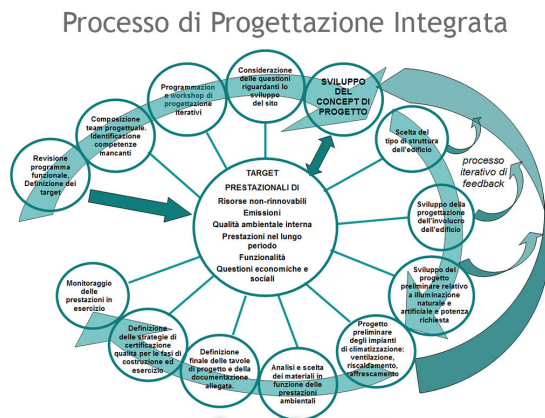 Processo di Progettazione Integrata
Revisione
programma
funzionale.
Definizione dei
target
Composizione
team progettuale.
Identificazione
competenze
mancanti
Programmazion
e workshop di
progettazione
iterativi
Considerazione
delle questioni
riguardanti lo
sviluppo
del sito
SVILUPPO
DEL
CONCEPT DI
PROGETTO
Scelta del
tipo di struttura
dell'edificio
processo
iterativo di
feedback
Sviluppo della
progettazione
dell'involucro
dell'edificio
Sviluppo del
progetto
preliminare relativo
a illuminazione
naturale e
artificiale e potenza
richiesta
Progetto
preliminare
degli impianti
di climatizzazione:
ventilazione,
riscaldamento,
raffrescamento
Analisi e scelta
dei materiali in
funzione delle
prestazioni
ambientali
Definizione
finale delle tavole
di progetto e della
documentazione
allegata.
Definizione
delle strategie di
certificazione
qualità per le fasi di
costruzione ed
esercizio
Monitoraggio
delle
prestazioni in
esercizio
TARGET
PRESTAZIONALI DI
Risorse non-rinnovabili
Emissioni
Qualità ambientale interna
Prestazioni nel lungo
periodo
Funzionalità
Questioni economiche e
sociali